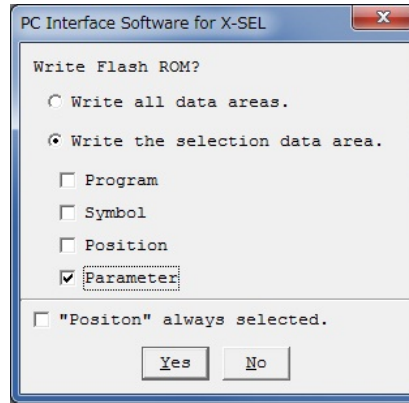 PC Interface Software for X-SEL
Write Flash ROM?
Write all data areas.
Write the selection data area.
Program
Symbol
Position
Parameter
"Positon" always selected.
Yes No